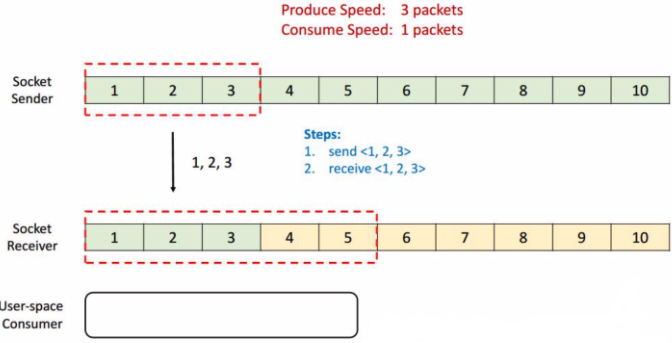 Produce Speed: 3 packets
Consume Speed: 1 packets
Socket
Sender
1 2 3 4 5 6 7 8 9 10
1, 2, 3
Steps:
1. send <1, 2, 3>
2. receive <1, 2, 3>
Socket
Receiver
1 2 3 4 5 6 7 8 9 10
User-space
Consumer